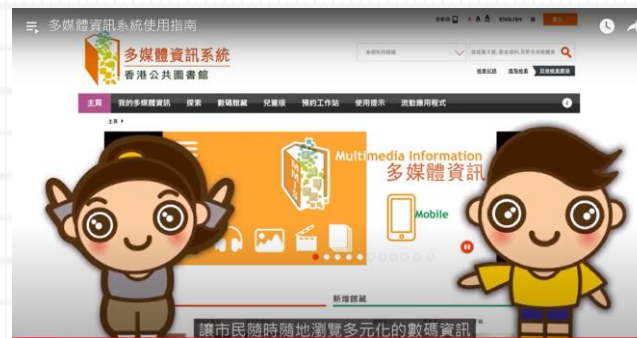 多媒體資訊系統使用指南
ENGLISH
多媒體資訊系統
香港公共圖書館
主頁 我的多媒體資訊 探索 數碼館藏 兒童版 預約工作站 使用提示 流動應用程式
主頁
Multimedia Information
多媒體資訊
MMIS
Mobile
新增館藏
讓市民隨時隨地瀏覽多元化的數碼資訊